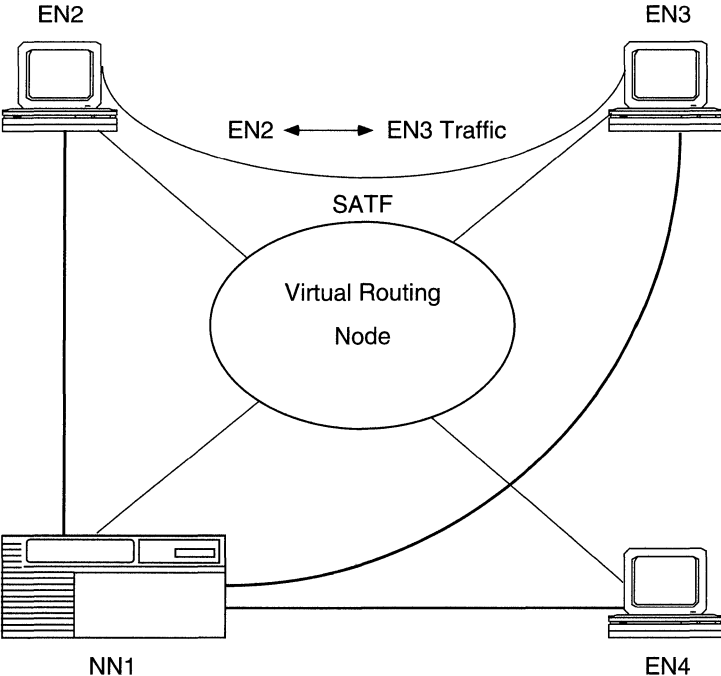 EN2
EN3
EN2 EN3 Traffic
SATF
Virtual Routing
Node
NN1
EN4